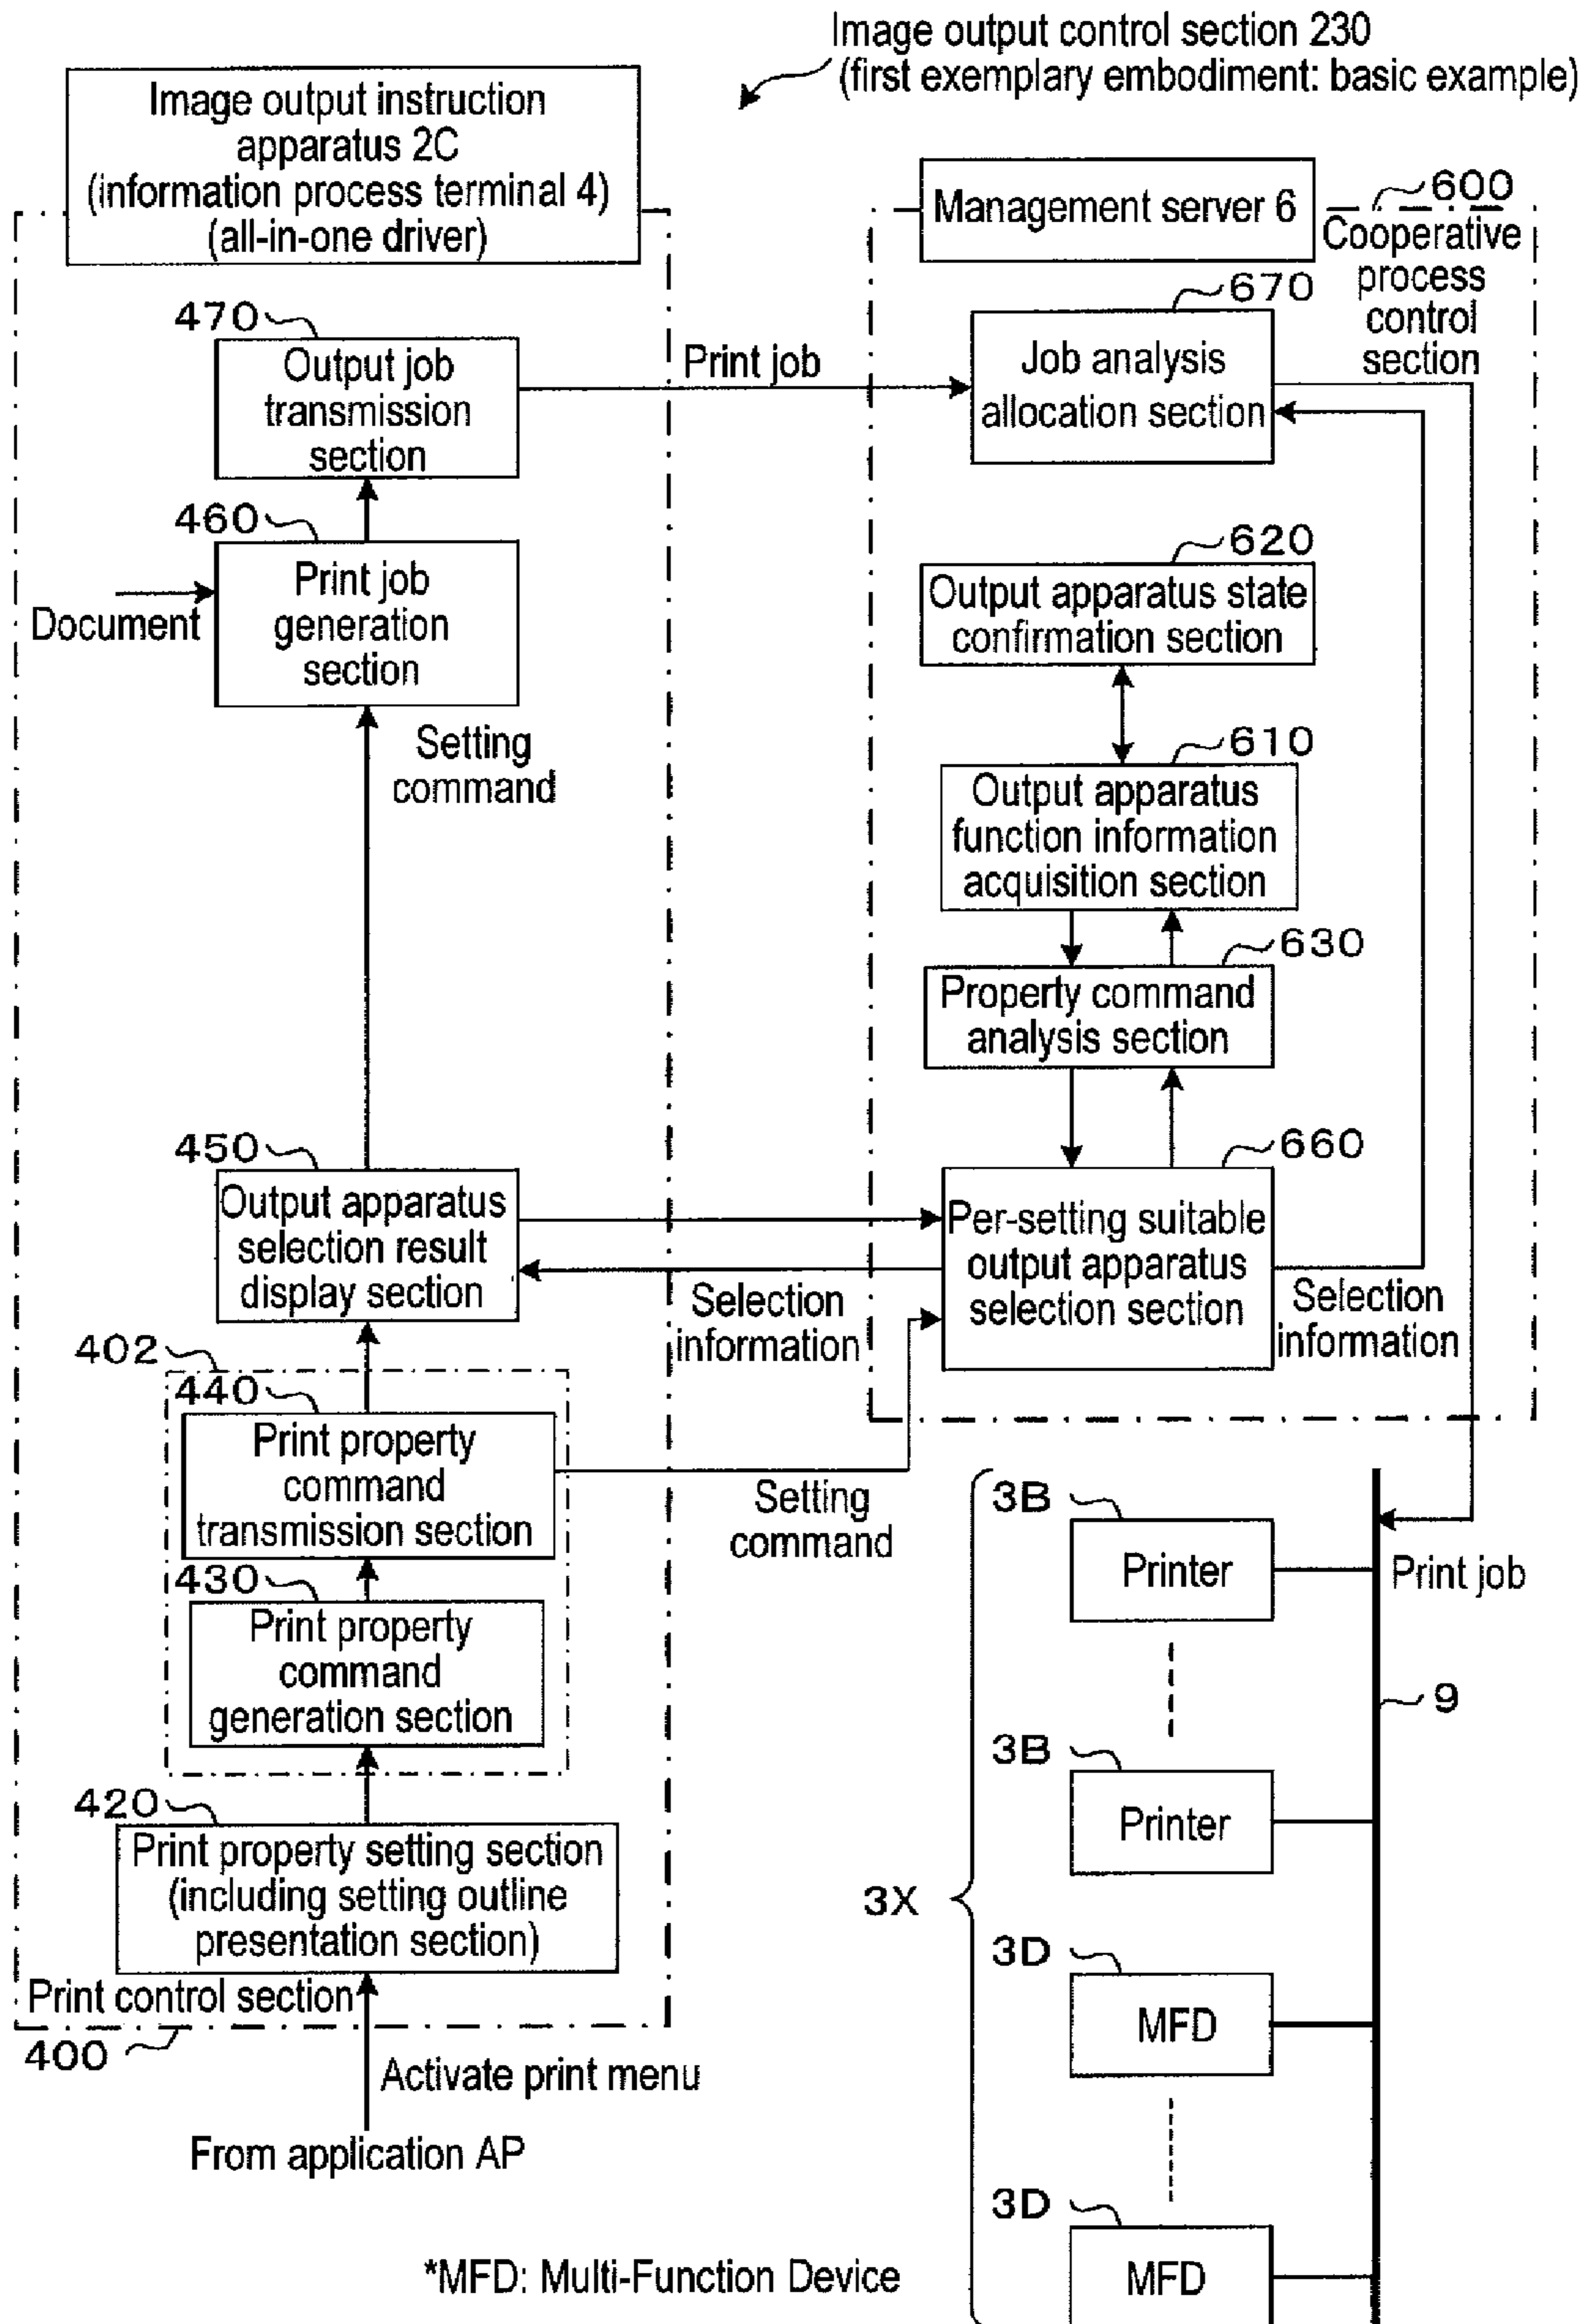 Image output control section 230
(first exemplary embodiment: basic example)
Image output instruction
apparatus 2C
(information process terminal 4)
(all-in-one driver)
470
Output job
transmission
section
460
Print job
generation
section
Document
Setting
command
450
Output apparatus
selection result
display section
402
440
Print property
command
transmission section
430
Print property
command
generation section
420
Print property setting section
(including setting outline
presentation section)
Print control section
400
Activate print menu
From application AP
Print job
Selection
information
Setting
command
Management server 6
600
Cooperative
process
control
section
670
Job analysis
allocation section
620
Output apparatus state
confirmation section
610
Output apparatus
function information
acquisition section
630
Property command
analysis section
660
Per-setting suitable
output apparatus
selection section
Selection
information
3B
Printer
Print job
9
3B
Printer
3X
3D
MFD
3D
MFD
*MFD: Multi-Function Device